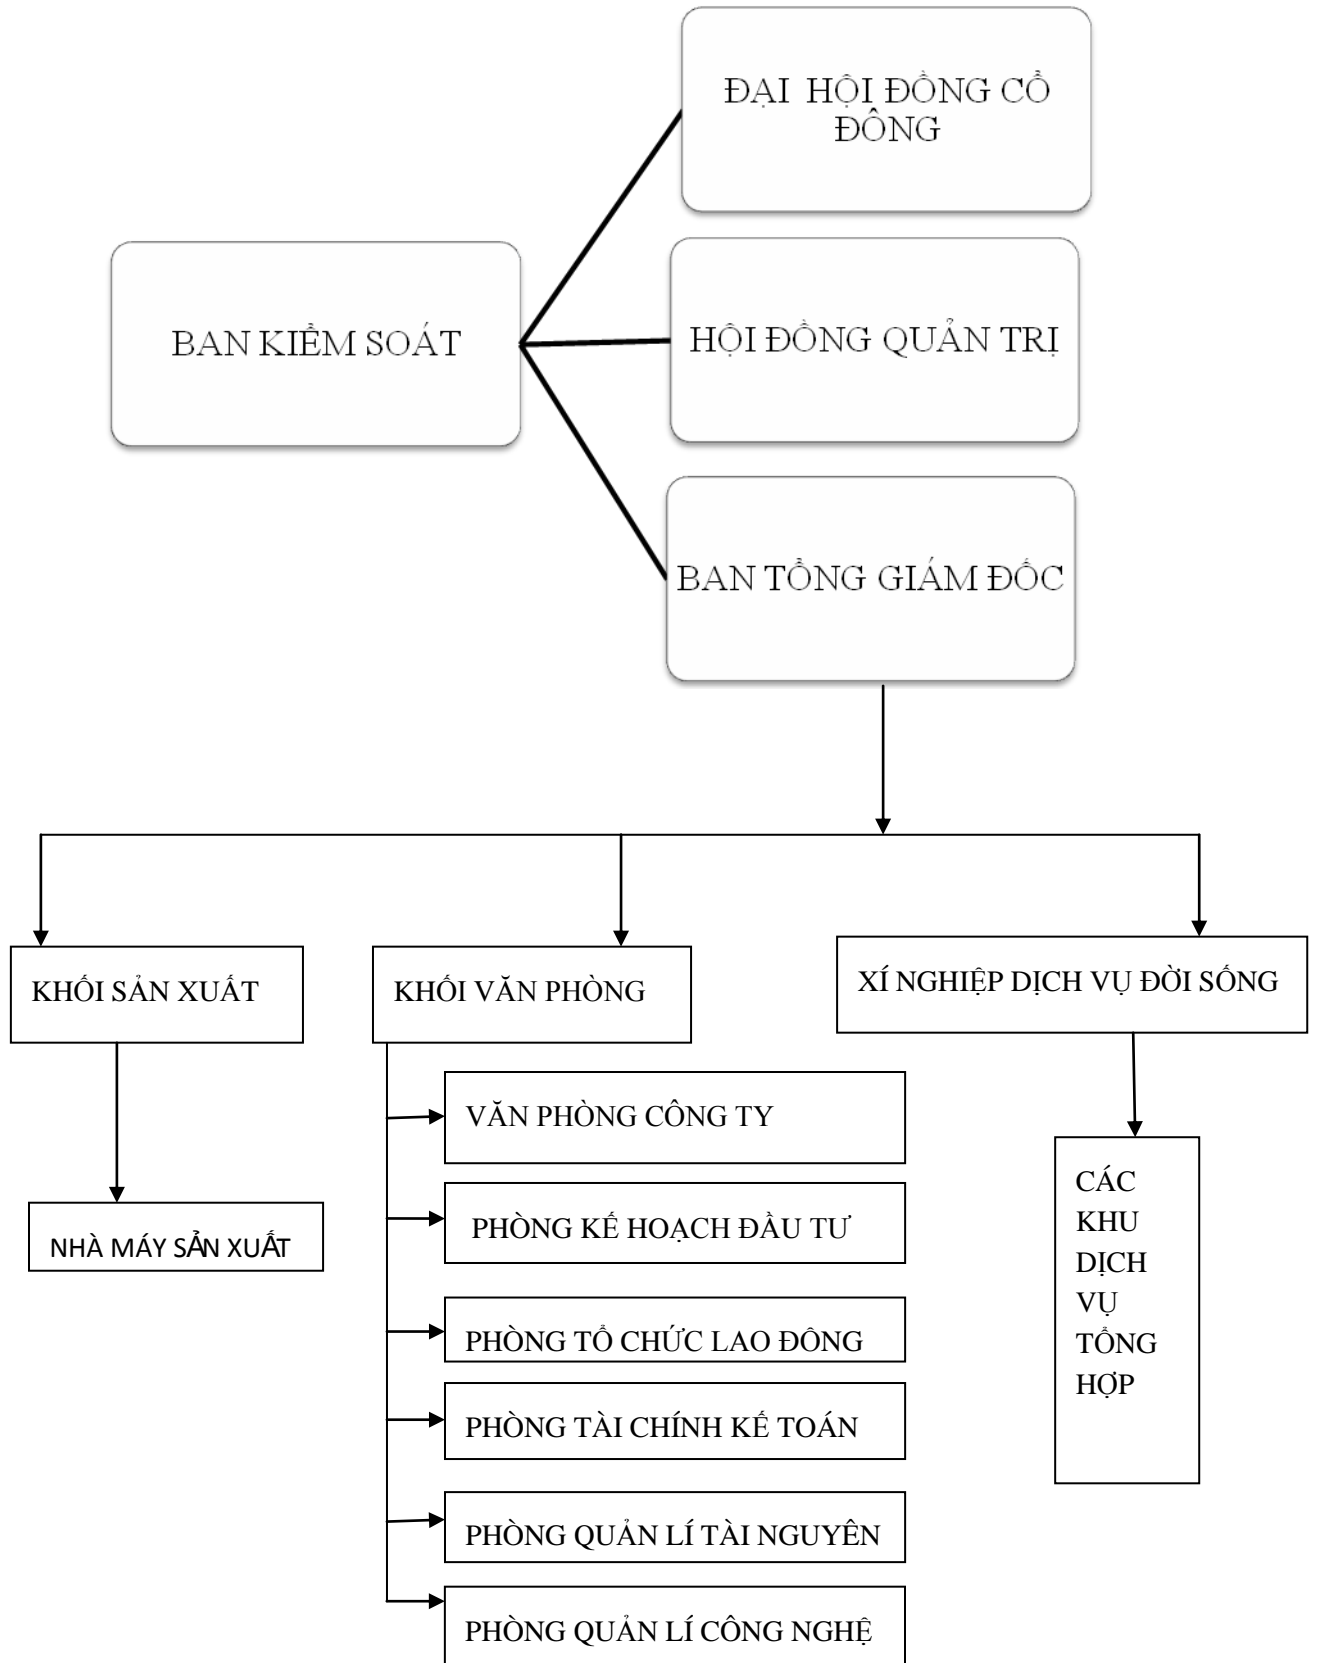 ĐẠI HỘI ĐỒNG CỔ
ĐÔNG
BAN KIỂM SOÁT
HỘI ĐỒNG QUẢN TRỊ
BAN TỔNG GIÁM ĐỐC
KHỐI SẢN XUẤT
KHỐI VĂN PHÒNG
XÍ NGHIỆP DỊCH VỤ ĐỜI SỐNG
VĂN PHÒNG CÔNG TY
PHÒNG KẾ HOẠCH ĐẦU TƯ
PHÒNG TỔ CHỨC LAO ĐÔNG
PHÒNG TÀI CHÍNH KẾ TOÁN
PHÒNG QUẢN LÍ TÀI NGUYÊN
PHÒNG QUẢN LÍ CÔNG NGHỆ
NHÀ MÁY SẢN XUẤT
CÁC
KHU
DỊCH
VỤ
TỔNG
HỢP